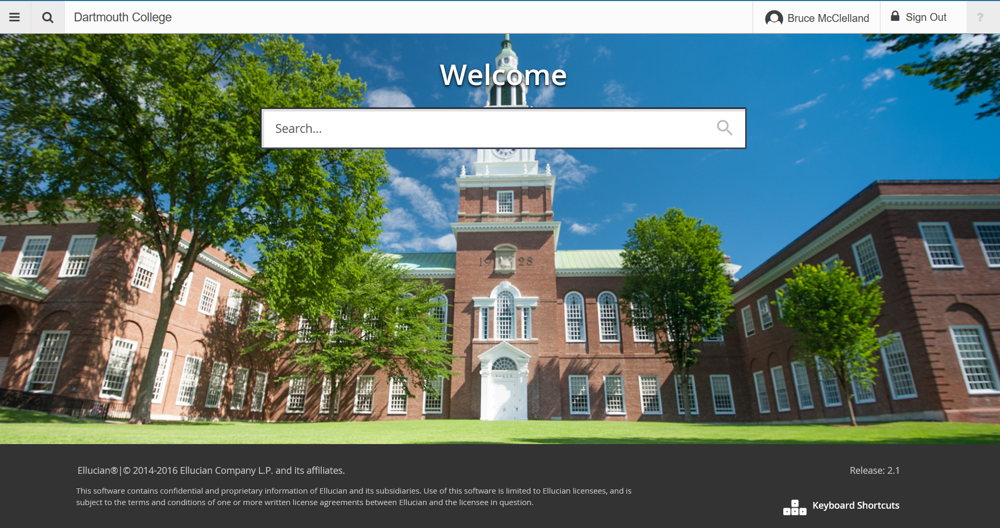 Dartmouth College
Bruce McClelland
Sign Out
?
Welcome
Search...
1928
Ellucian®|© 2014-2016 Ellucian Company L.P. and its affiliates.
Release: 2.1
This software contains confidential and proprietary information of Ellucian and its subsidiaries. Use of this software is limited to Ellucian licensees, and is
subject to the terms and conditions of one or more written license agreements between Ellucian and the licensee in question.
Keyboard Shortcuts